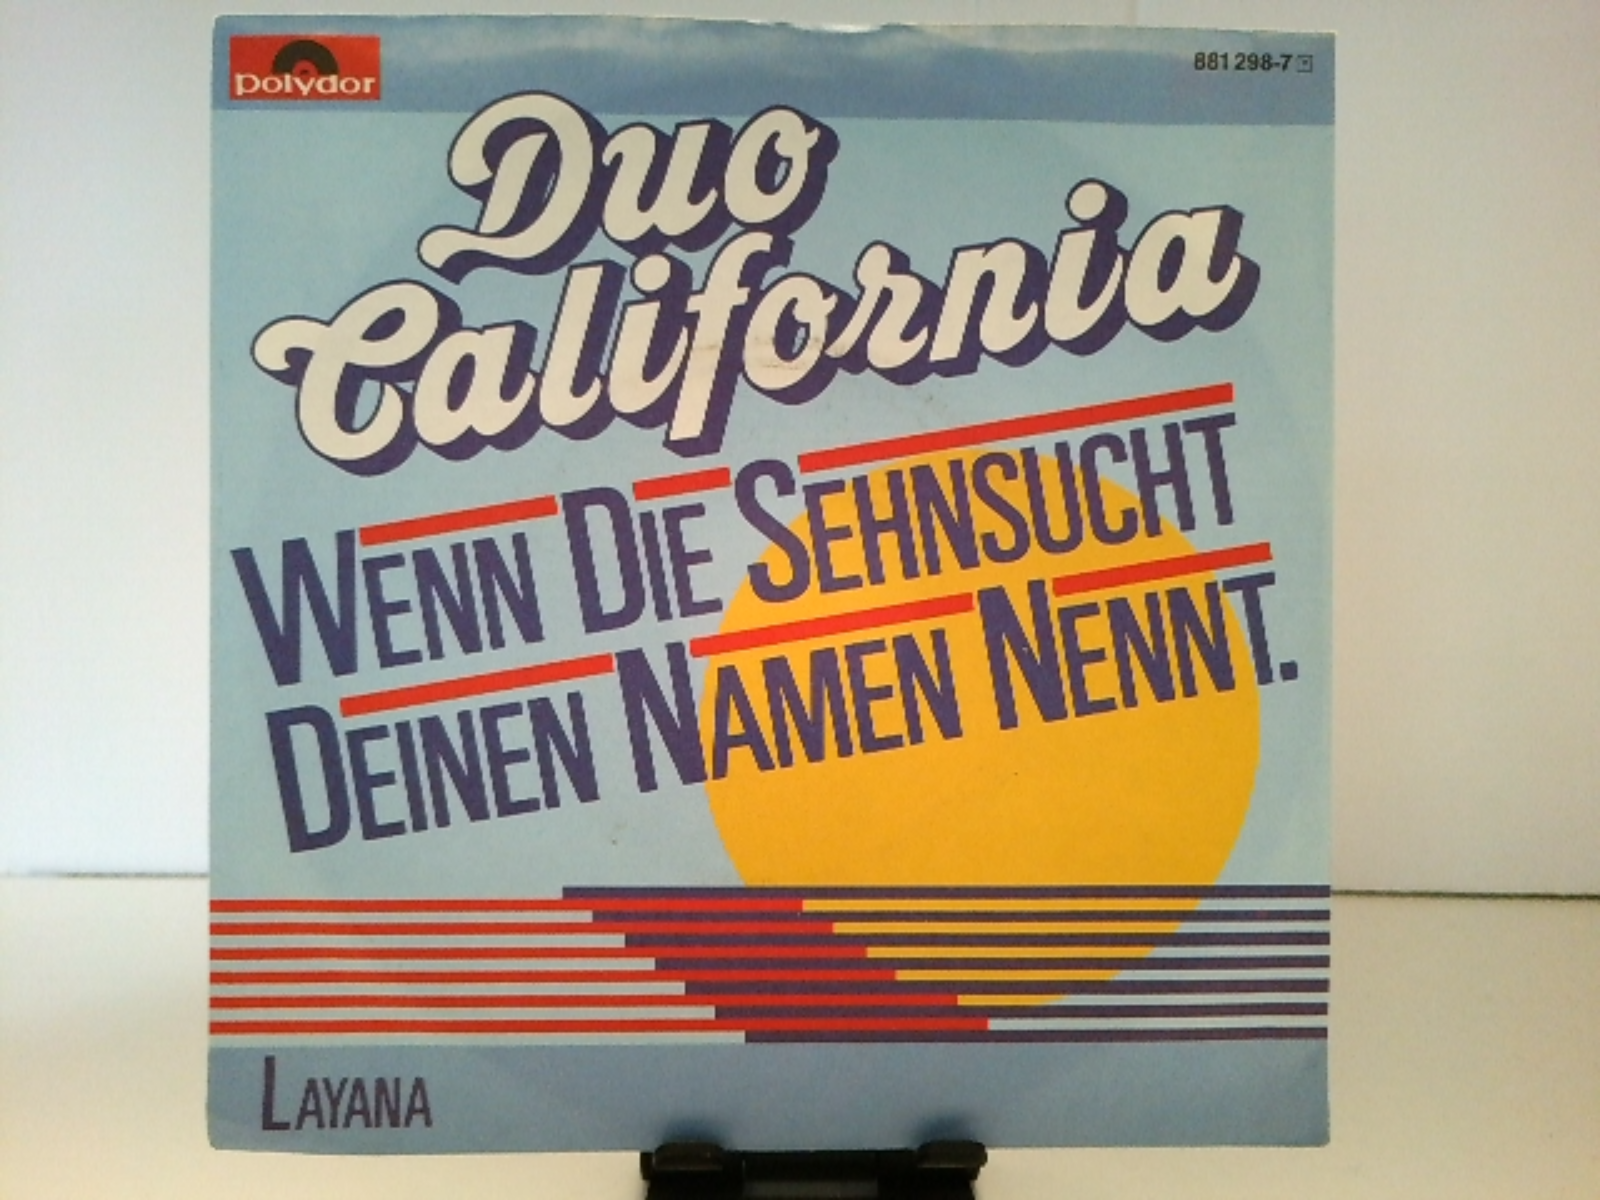 polydor
881 298-7
Duo
California
WENN DIE SEHNSUCHT
DEINEN NAMEN NENNT.
LAYANA